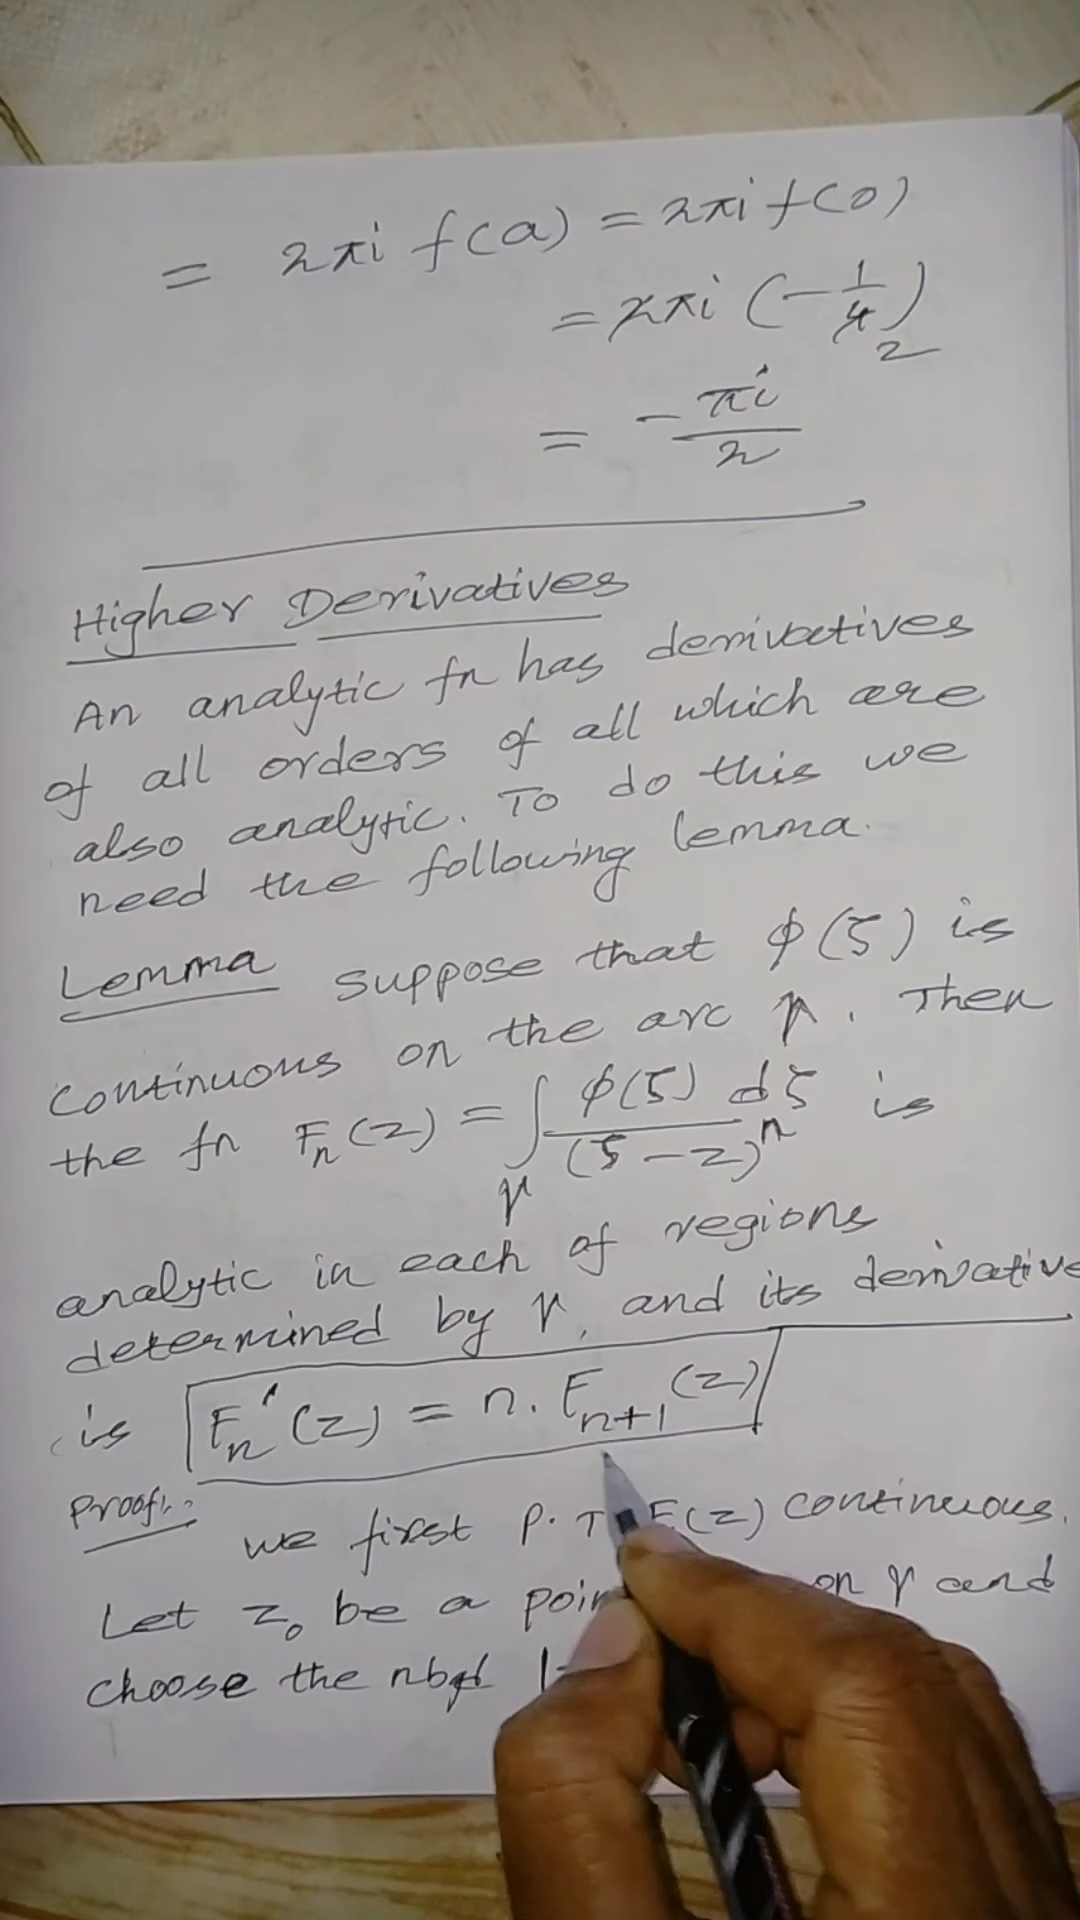 = 2πi f(a) = 2πi f(0)
= 2πi (-1/4) 2
= -πi/2
Higher Derivatives
An analytic fn has derivatives
of all orders of all which are
also analytic. To do this we
need the following lemma.
Lemma suppose that φ(ζ) is
continuous on the arc γ. Then
the fn Fn(z) = ∫γ φ(ζ) dζ / (ζ-z)^n is
analytic in each of regions
determined by γ, and its derivative
is Fn'(z) = n. Fn+1(z)
Proof:
we first P.T F(z) continuous.
Let z₀ be a on γ and
choose the nbd